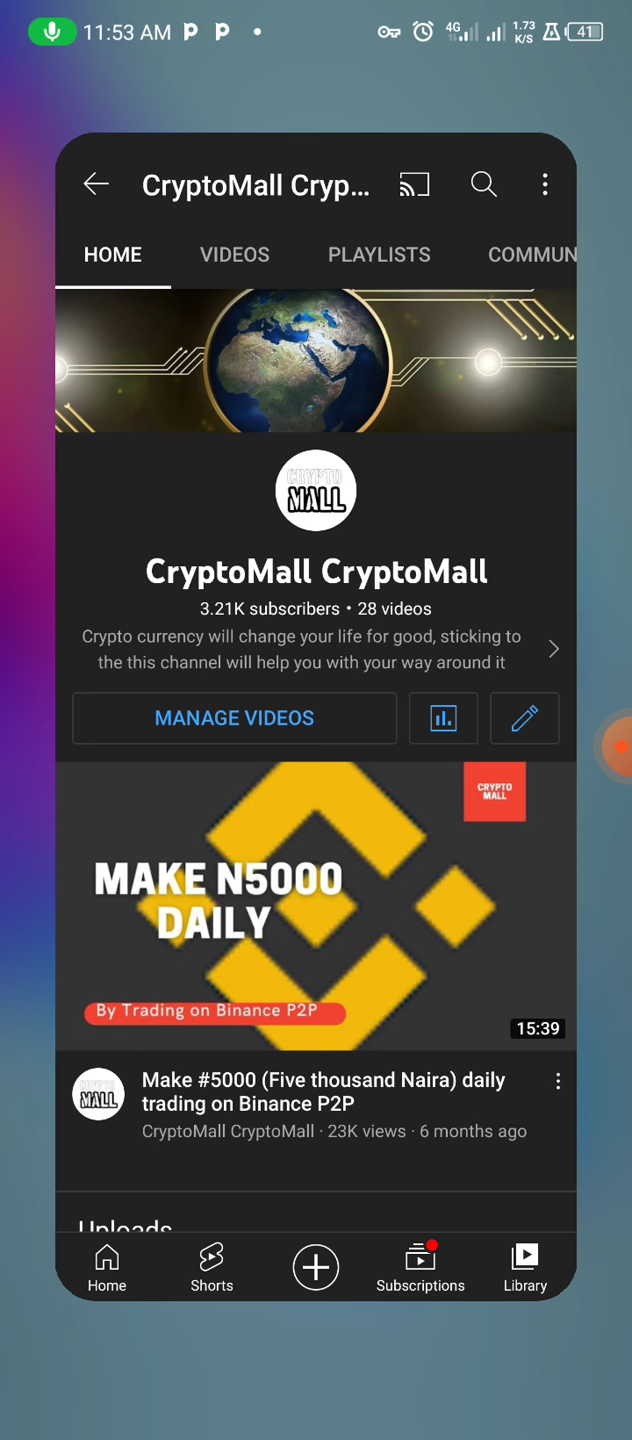 11:53 AM
4G
1.73
K/S
41
CryptoMall Cryp...
HOME
VIDEOS
PLAYLISTS
COMMUN
CRYPTO
MALL
CryptoMall CryptoMall
3.21K subscribers • 28 videos
Crypto currency will change your life for good, sticking to
the this channel will help you with your way around it
MANAGE VIDEOS
CRYPTO
MALL
MAKE N5000
DAILY
By Trading on Binance P2P
15:39
CRYPTO
MALL
Make #5000 (Five thousand Naira) daily
trading on Binance P2P
CryptoMall CryptoMall · 23K views · 6 months ago
Uploads
Home
Shorts
Subscriptions
Library